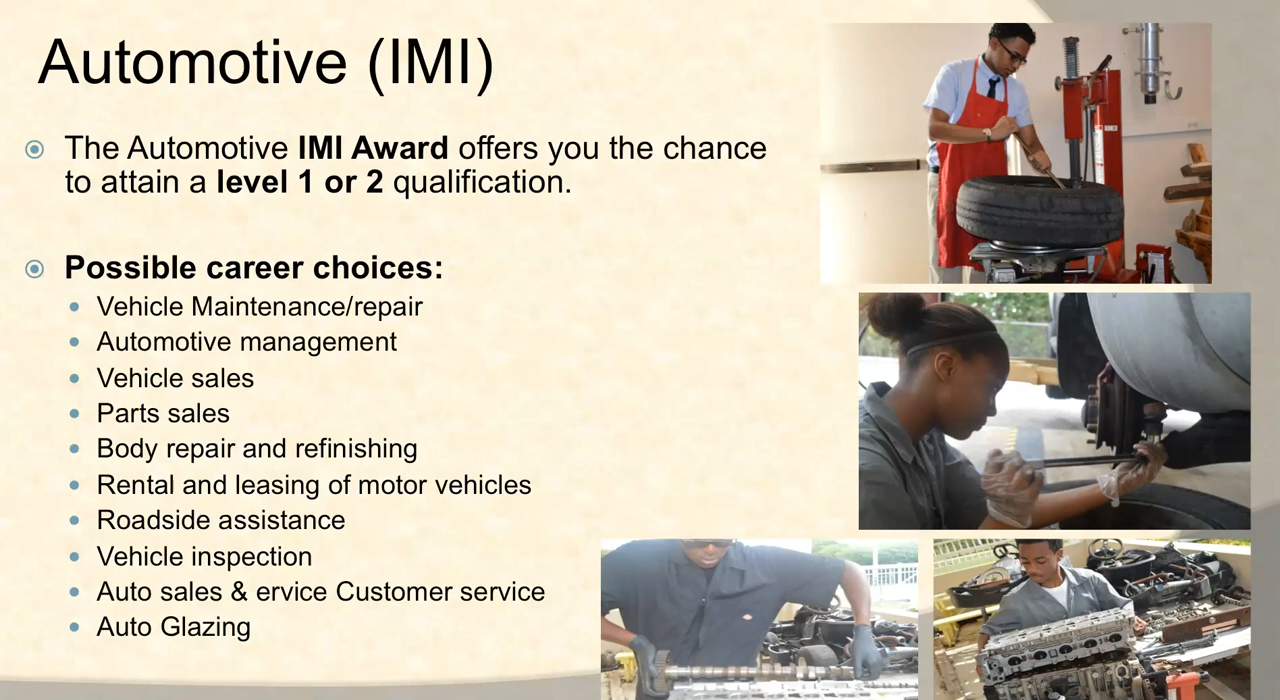 Automotive (IMI)
The Automotive IMI Award offers you the chance
to attain a level 1 or 2 qualification.
Possible career choices:
Vehicle Maintenance/repair
Automotive management
Vehicle sales
Parts sales
Body repair and refinishing
Rental and leasing of motor vehicles
Roadside assistance
Vehicle inspection
Auto sales & ervice Customer service
Auto Glazing